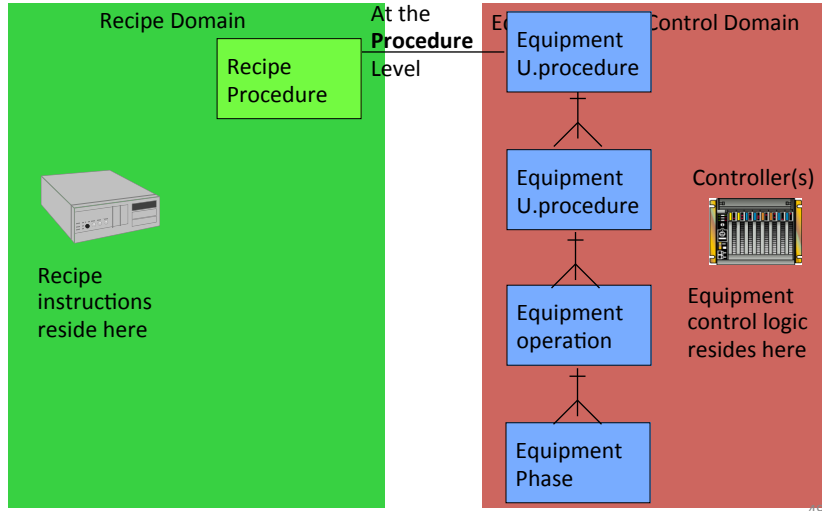 Recipe Domain
At the
Procedure
Level
Control Domain
Recipe
Procedure
Equipment
U.procedure
Equipment
U.procedure
Controller(s)
Recipe
instructions
reside here
Equipment
operation
Equipment
control logic
resides here
Equipment
Phase